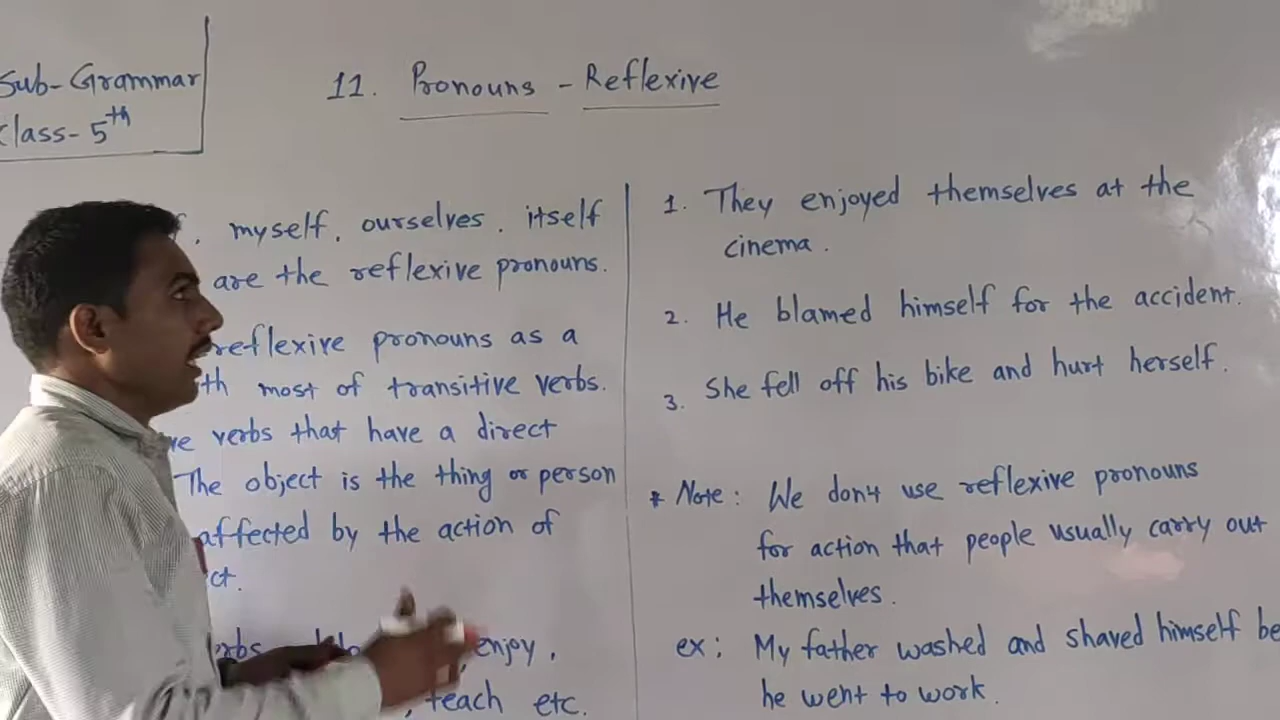 Sub-Grammar
Class- 5th
11. Pronouns - Reflexive
myself, ourselves, itself
are the reflexive pronouns.
reflexive pronouns as a
most of transitive verbs.
verbs that have a direct
The object is the thing or person
affected by the action of
enjoy,
teach etc.
1. They enjoyed themselves at the
cinema.
2. He blamed himself for the accident.
3. She fell off his bike and hurt herself.
* Note: We don't use reflexive pronouns
for action that people usually carry out
themselves.
ex: My father washed and shaved himself
he went to work.